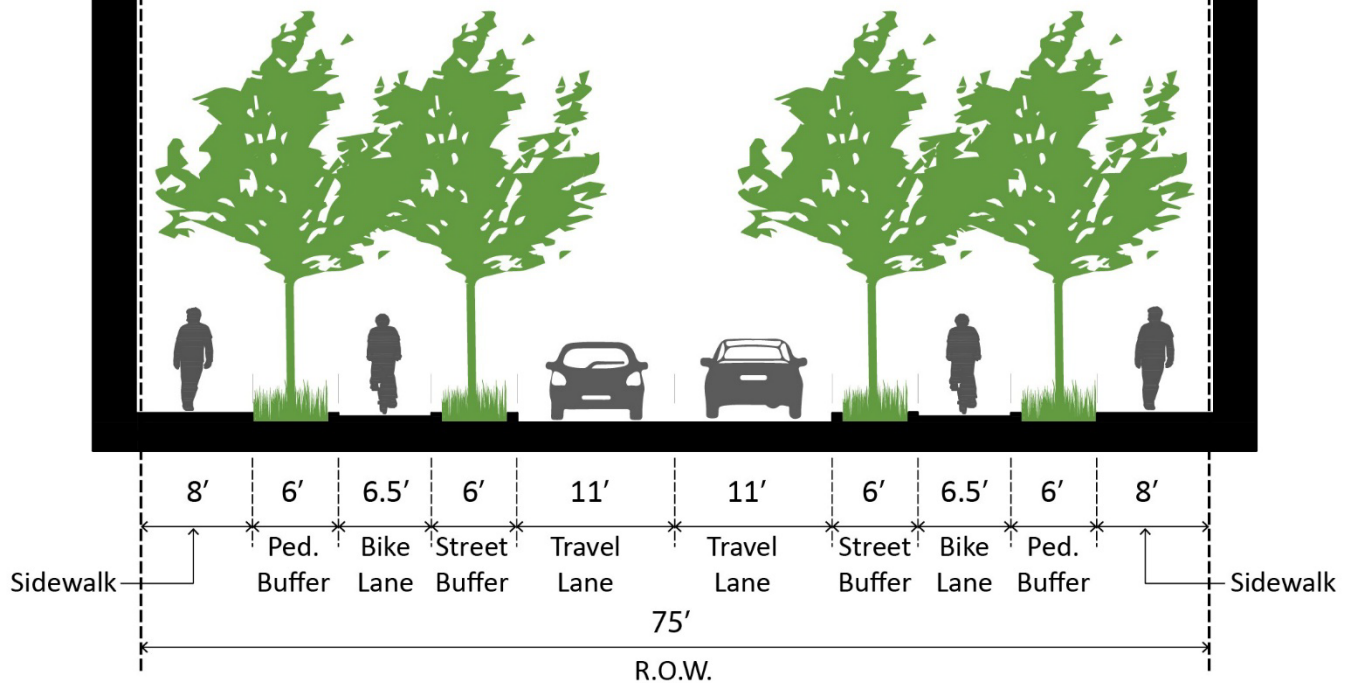 8′ 6′ 6.5′ 6′ 11′ 11′ 6′ 6.5′ 6′ 8′
Sidewalk
Ped.
Buffer
Bike
Lane
Street
Buffer
Travel
Lane
Travel
Lane
Street
Buffer
Bike
Lane
Ped.
Buffer
Sidewalk
75′
R.O.W.